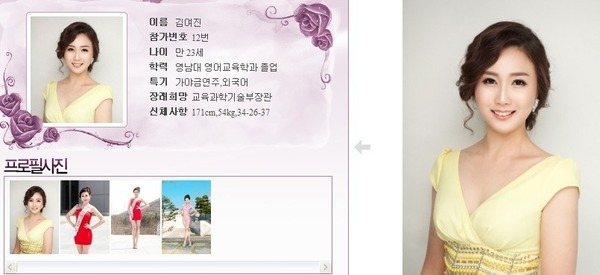 이름 김여진
참가번호 12번
나이 만 23세
학력 영남대 영어교육학과 졸업
특기 가야금연주,외국어
장래희망 교육과학기술부장관
신체사항 171cm,54kg,34-26-37
프로필사진